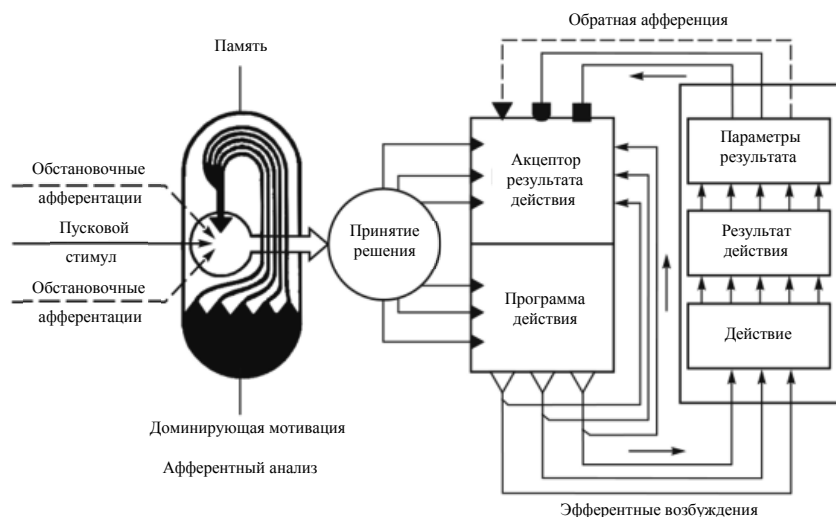 Обратная афференция
Память
Обстановочные
афферентации
Пусковой
стимул
Обстановочные
афферентации
Принятие
решения
Акцептор
результата
действия
Программа
действия
Параметры
результата
Результат
действия
Действие
Доминирующая мотивация
Афферентный анализ
Эфферентные возбуждения